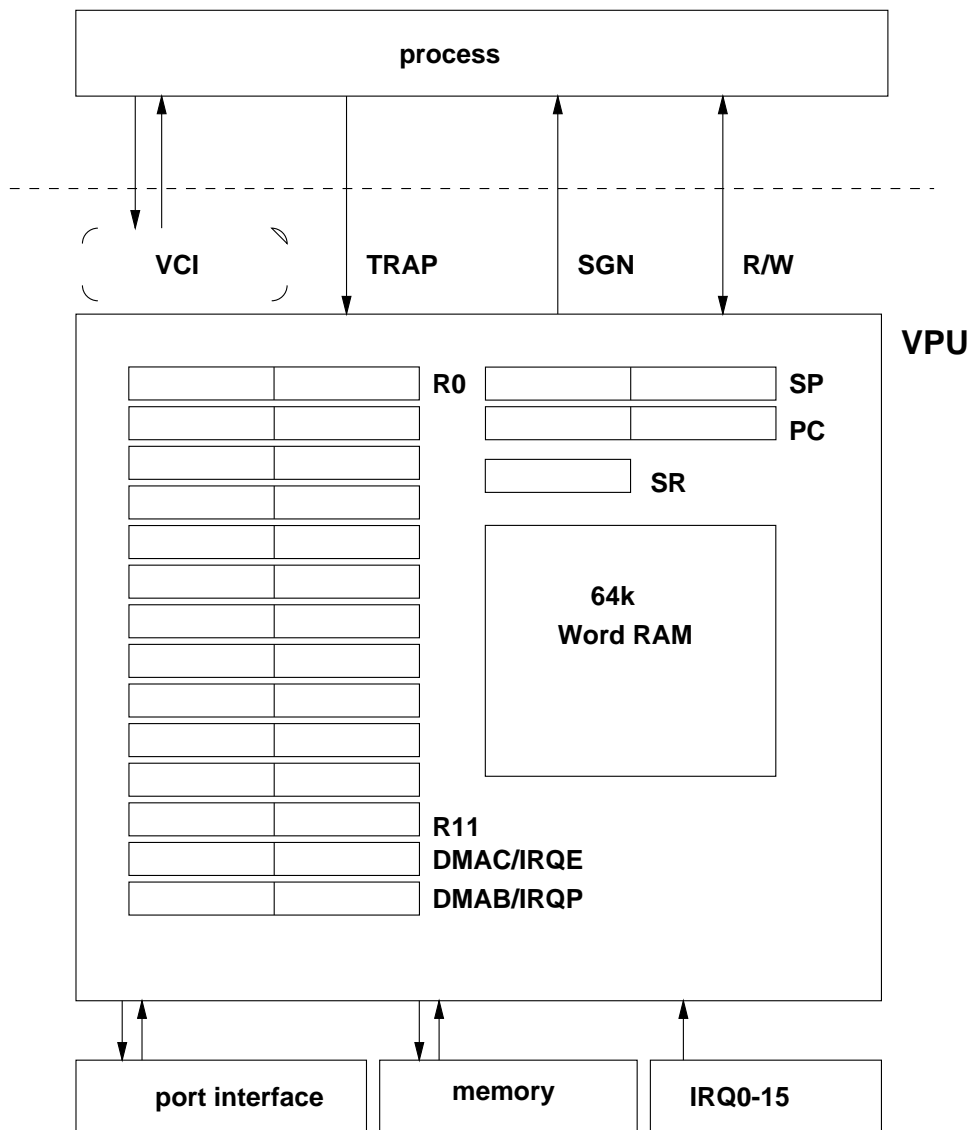 process
VCI
TRAP
SGN
R/W
VPU
R0
SP
PC
SR
64k
Word RAM
R11
DMAC/IRQE
DMAB/IRQP
port interface
memory
IRQ0-15